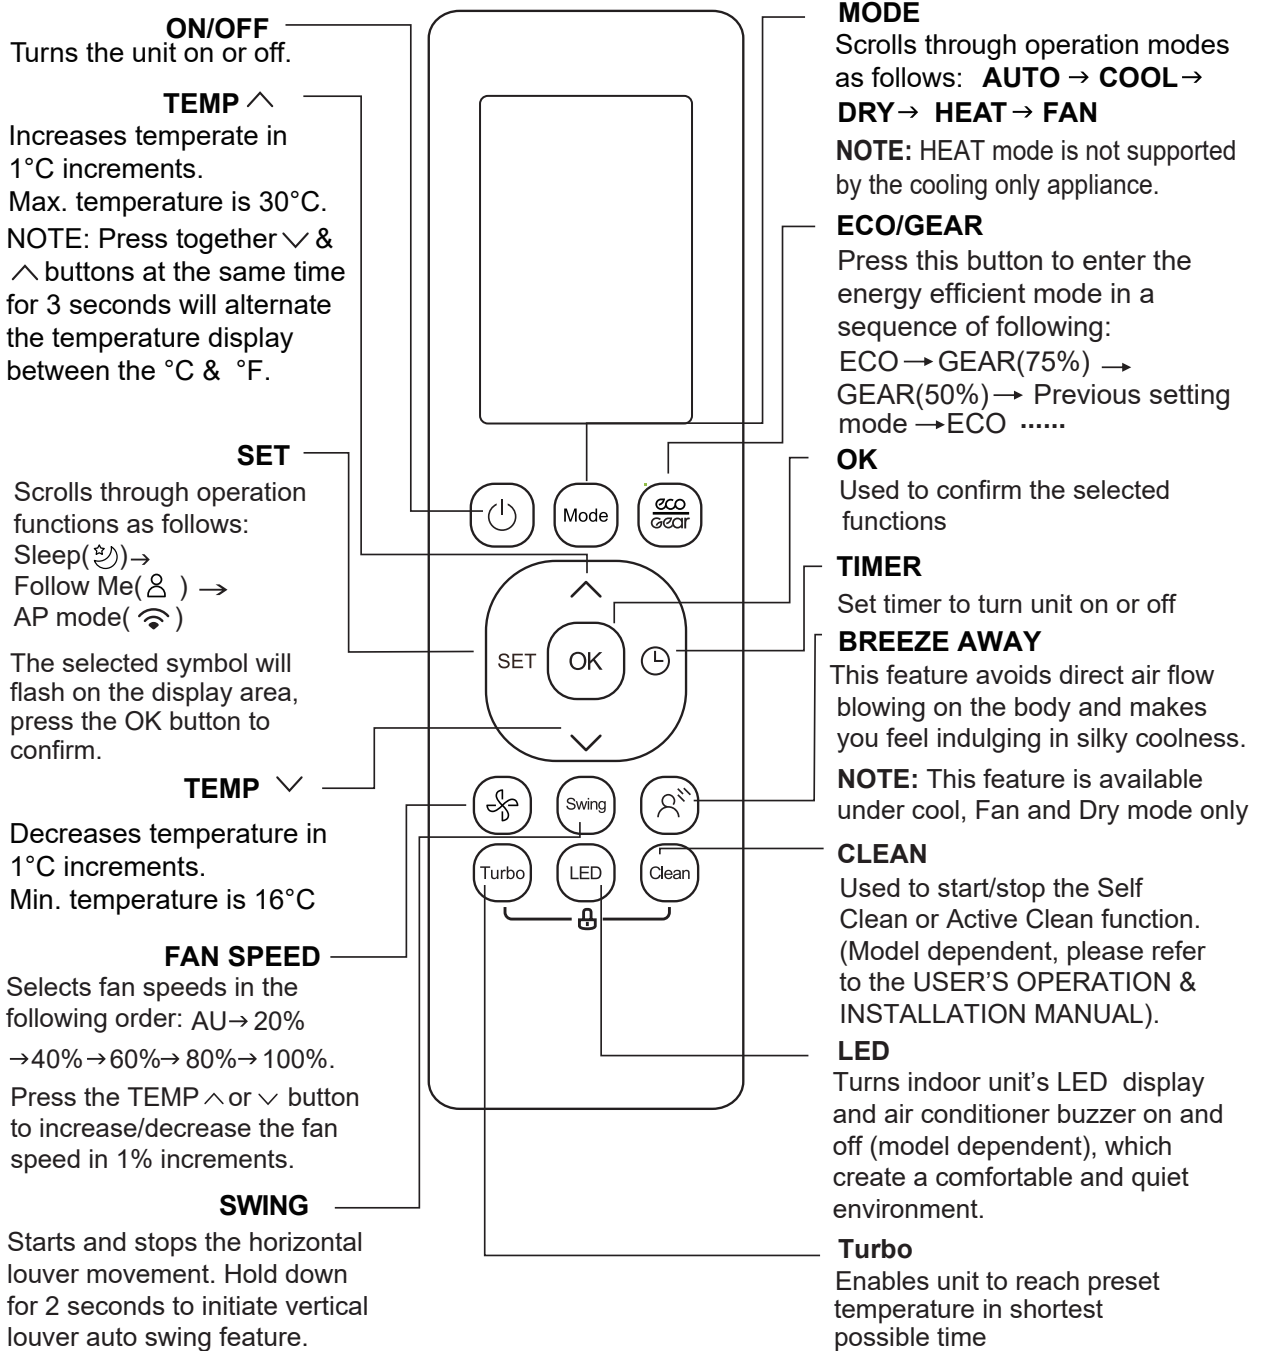 ON/OFF
Turns the unit on or off.
TEMP ︿
Increases temperate in
1°C increments.
Max. temperature is 30°C.
NOTE: Press together ﹀ &
︿ buttons at the same time
for 3 seconds will alternate
the temperature display
between the °C & °F.
SET
Scrolls through operation
functions as follows:
Sleep( )→
Follow Me( ) →
AP mode( )
The selected symbol will
flash on the display area,
press the OK button to
confirm.
TEMP ﹀
Decreases temperature in
1°C increments.
Min. temperature is 16°C
FAN SPEED
Selects fan speeds in the
following order: AU→20%
→40%→60%→80%→100%.
Press the TEMP ︿ or ﹀ button
to increase/decrease the fan
speed in 1% increments.
SWING
Starts and stops the horizontal
louver movement. Hold down
for 2 seconds to initiate vertical
louver auto swing feature.
Mode
eco
Gear
SET
OK
Swing
Turbo
LED
Clean
MODE
Scrolls through operation modes
as follows: AUTO → COOL→
DRY→ HEAT→ FAN
NOTE: HEAT mode is not supported
by the cooling only appliance.
ECO/GEAR
Press this button to enter the
energy efficient mode in a
sequence of following:
ECO→GEAR(75%) →
GEAR(50%)→ Previous setting
mode →ECO ······
OK
Used to confirm the selected
functions
TIMER
Set timer to turn unit on or off
BREEZE AWAY
This feature avoids direct air flow
blowing on the body and makes
you feel indulging in silky coolness.
NOTE: This feature is available
under cool, Fan and Dry mode only
CLEAN
Used to start/stop the Self
Clean or Active Clean function.
(Model dependent, please refer
to the USER'S OPERATION &
INSTALLATION MANUAL).
LED
Turns indoor unit's LED display
and air conditioner buzzer on and
off (model dependent), which
create a comfortable and quiet
environment.
Turbo
Enables unit to reach preset
temperature in shortest
possible time